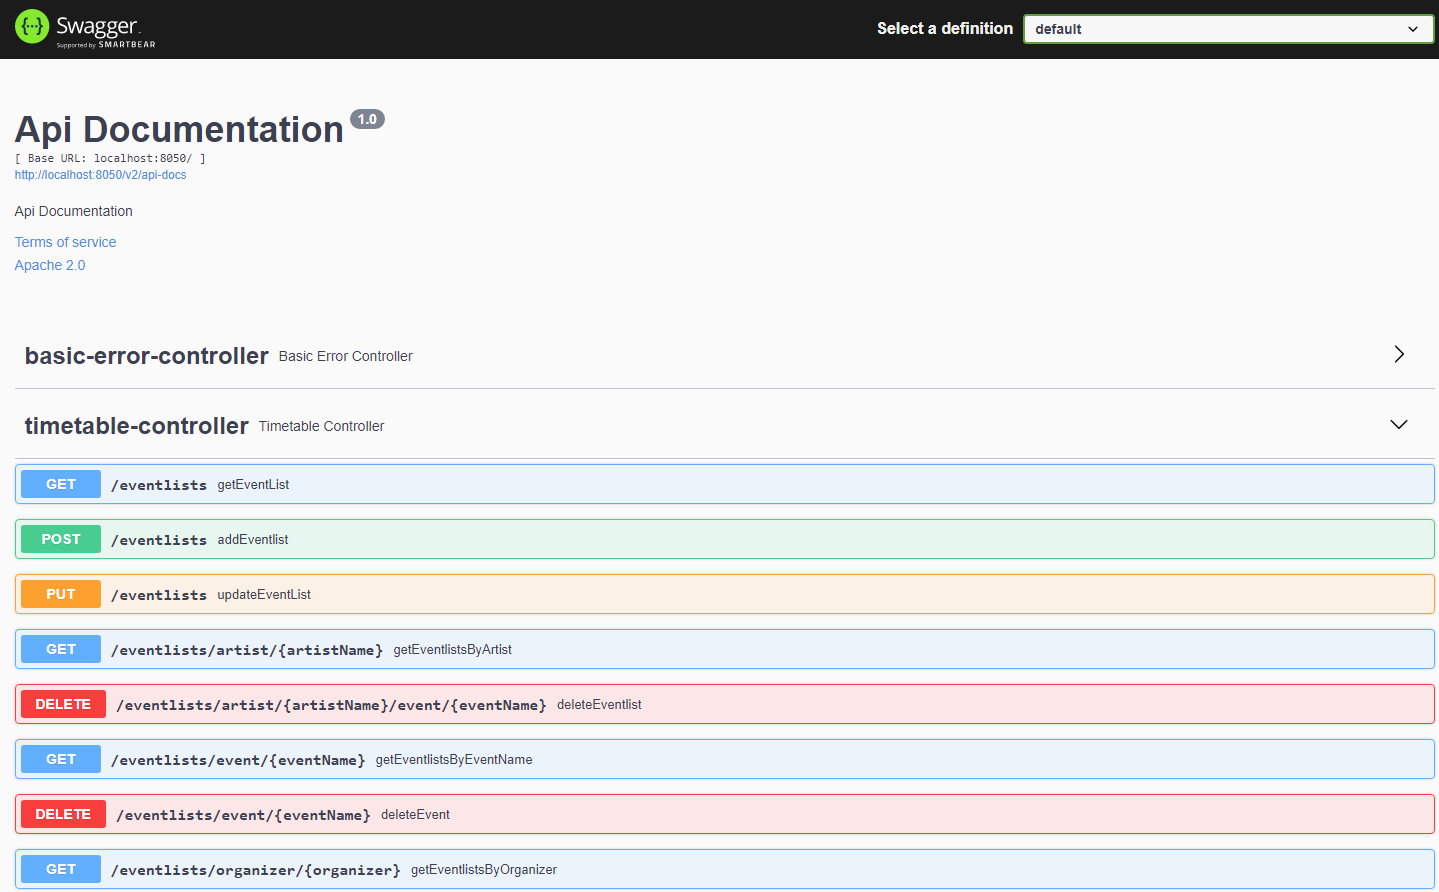 {···} Swagger™
Supported by SMARTBEAR
Select a definition default
Api Documentation 1.0
[ Base URL: localhost:8050/ ]
http://localhost:8050/v2/api-docs
Api Documentation
Terms of service
Apache 2.0
basic-error-controller Basic Error Controller
timetable-controller Timetable Controller
GET /eventlists getEventList
POST /eventlists addEventlist
PUT /eventlists updateEventList
GET /eventlists/artist/{artistName} getEventlistsByArtist
DELETE /eventlists/artist/{artistName}/event/{eventName} deleteEventlist
GET /eventlists/event/{eventName} getEventlistsByEventName
DELETE /eventlists/event/{eventName} deleteEvent
GET /eventlists/organizer/{organizer} getEventlistsByOrganizer